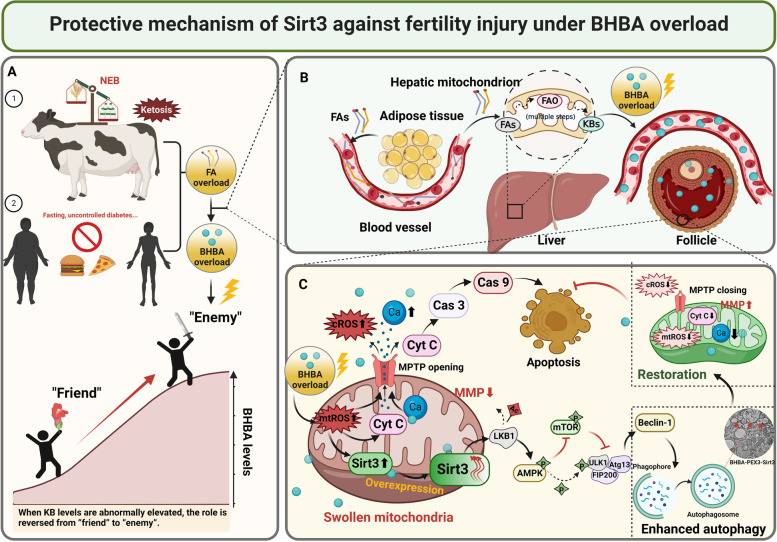 Protective mechanism of Sirt3 against fertility injury under BHBA overload
A
1
NEB
Ketosis
FA
overload
2
Fasting, uncontrolled diabetes...
BHBA
overload
"Enemy"
"Friend"
BHBA levels
When KB levels are abnormally elevated, the role is
reversed from "friend" to "enemy".
B
Hepatic mitochondrion
FAs
Adipose tissue
Blood vessel
FAO
(multiple steps)
FAs
KBs
BHBA
overload
Liver
Follicle
C
cROS
Ca
Cas 3
Cas 9
Cyt C
MPTP opening
Apoptosis
BHBA
overload
MMP
mtROS
Ca
Cyt C
Sirt3
Sirt3
Overexpression
Swollen mitochondria
LKB1
Ac
AMPK
P
P
P
mTOR
P
P
ULK1
Atg13
FIP200
cROS
MPTP closing
MMP
Cyt C
mtROS
Ca
Restoration
Beclin-1
BHBA-PEX3-Sirt3
Phagophore
Autophagosome
Enhanced autophagy